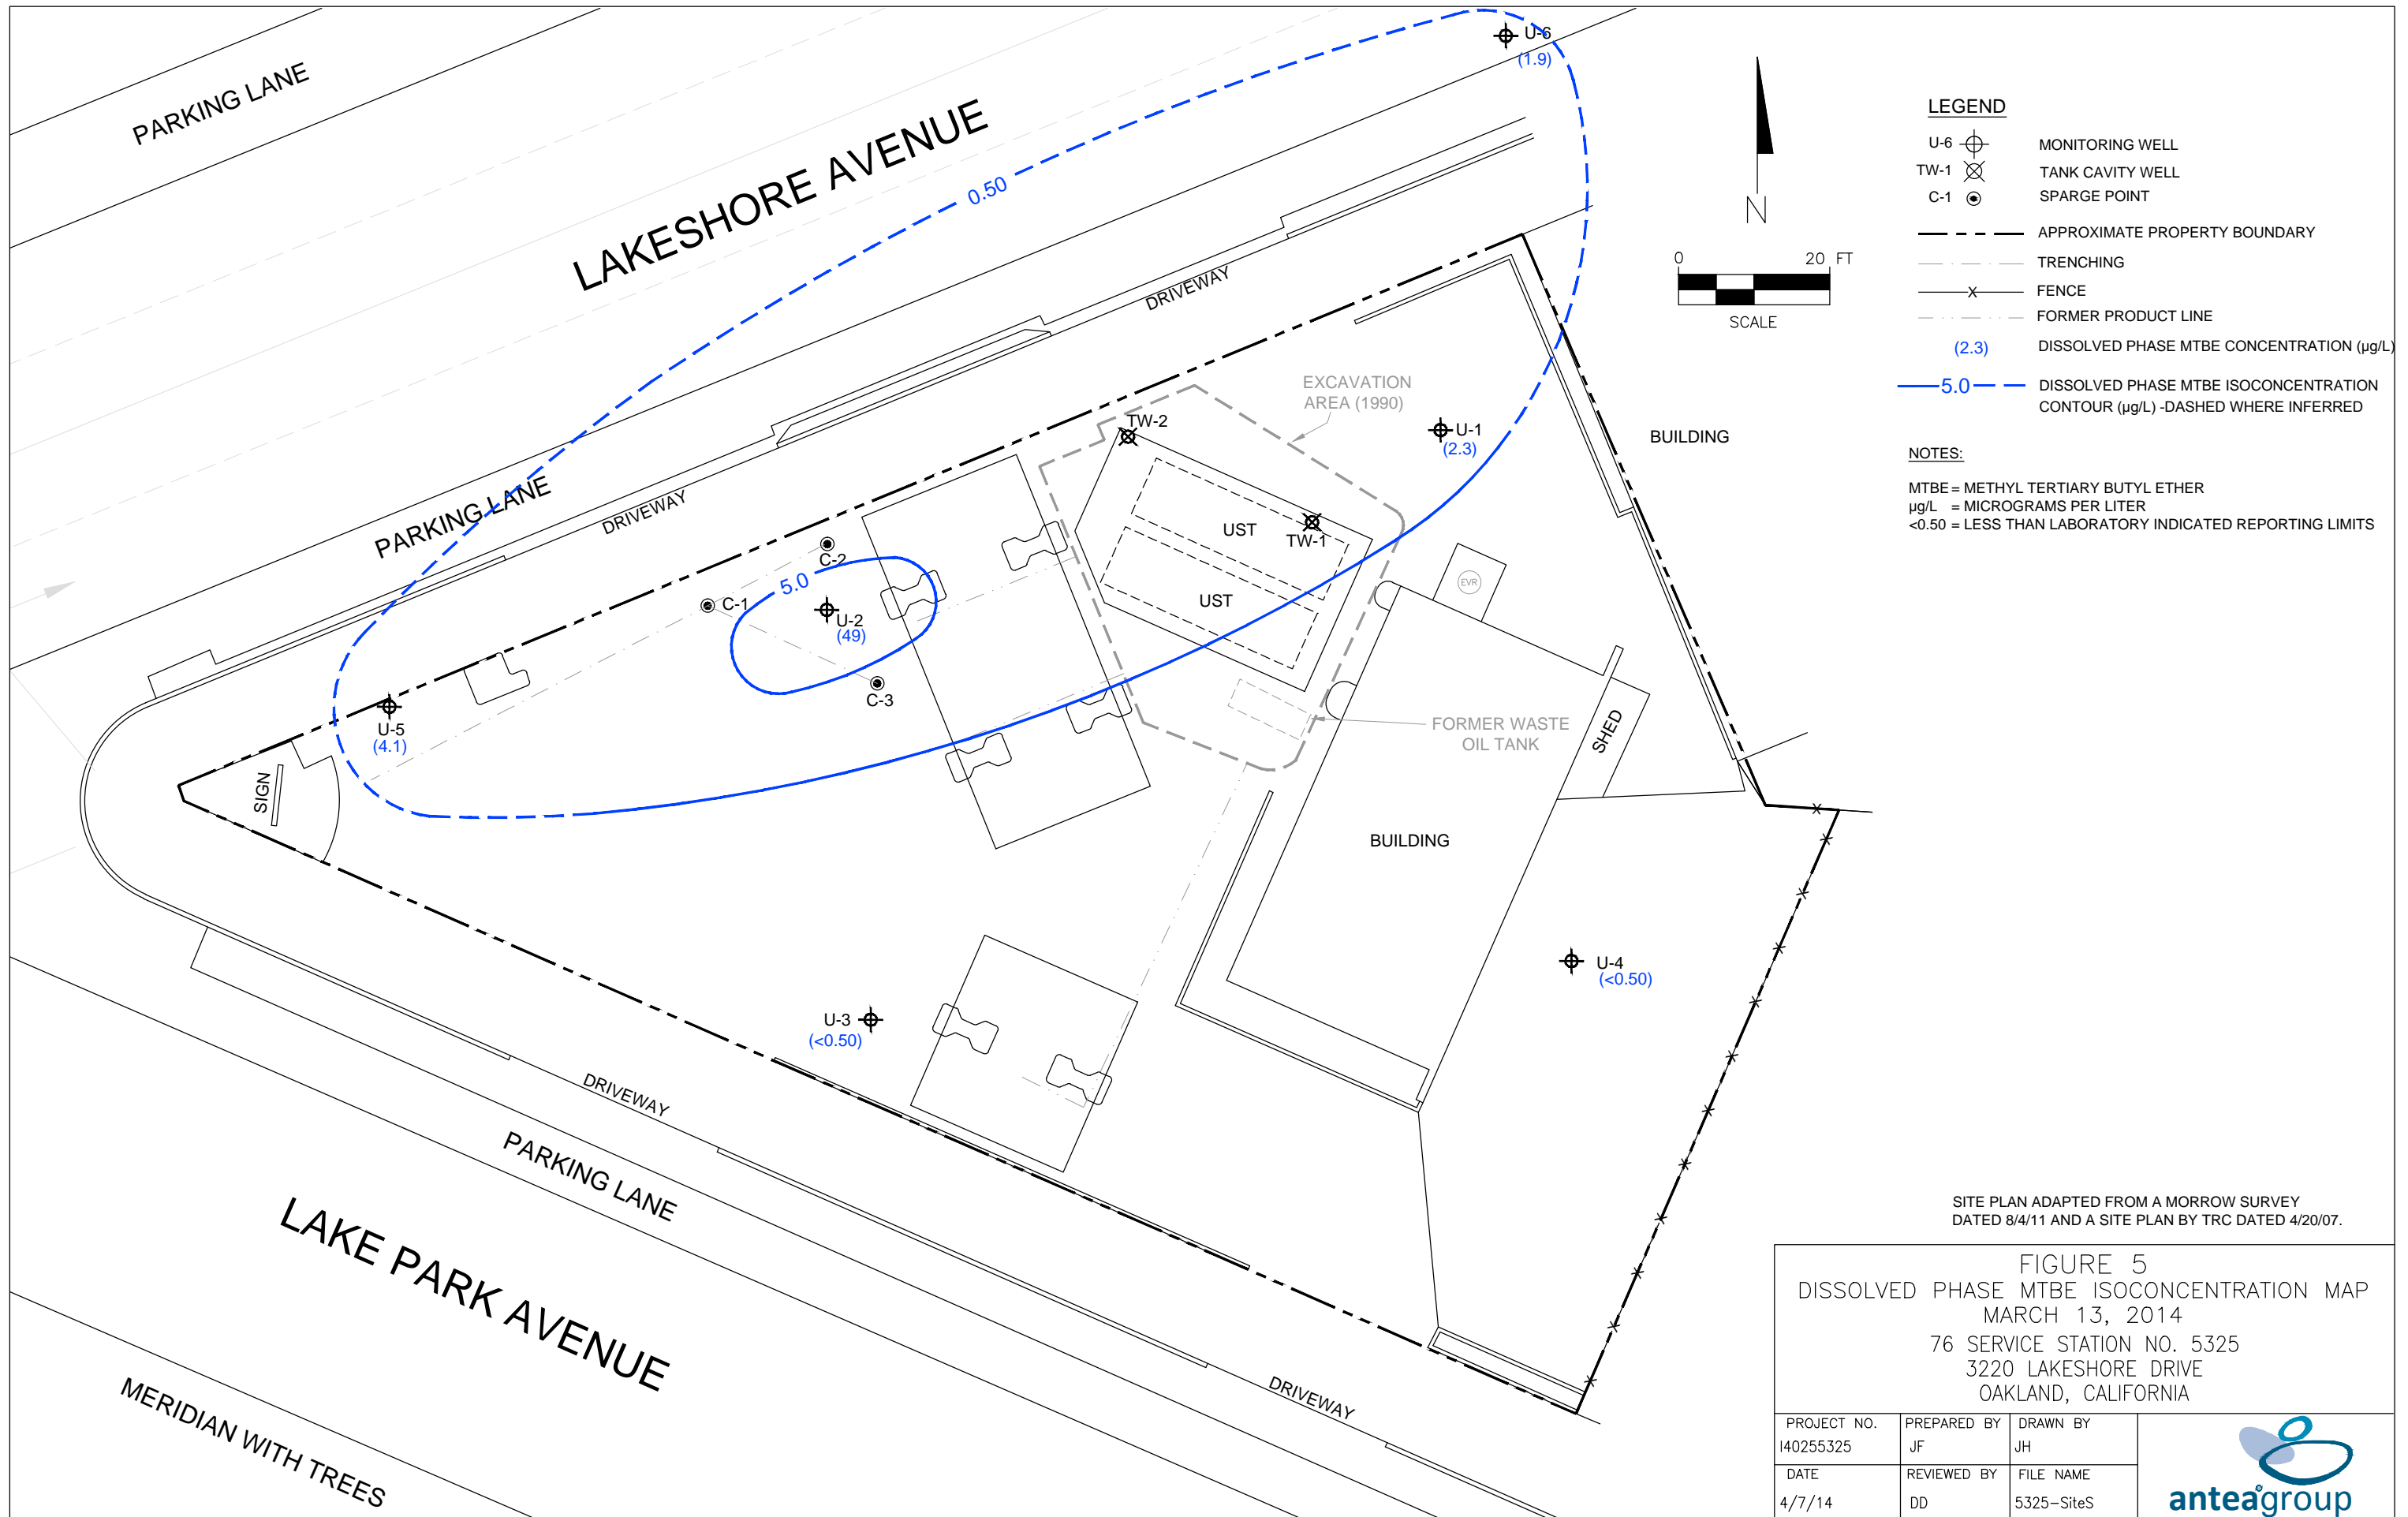 PARKING LANE
LAKESHORE AVENUE
0.50
U-6
(1.9)
PARKING LANE
DRIVEWAY
DRIVEWAY
N
0 20 FT
SCALE
LEGEND
U-6 MONITORING WELL
TW-1 TANK CAVITY WELL
C-1 SPARGE POINT
APPROXIMATE PROPERTY BOUNDARY
TRENCHING
X FENCE
FORMER PRODUCT LINE
(2.3) DISSOLVED PHASE MTBE CONCENTRATION (µg/L)
5.0 DISSOLVED PHASE MTBE ISOCONCENTRATION
CONTOUR (µg/L) -DASHED WHERE INFERRED
NOTES:
MTBE = METHYL TERTIARY BUTYL ETHER
µg/L = MICROGRAMS PER LITER
<0.50 = LESS THAN LABORATORY INDICATED REPORTING LIMITS
EXCAVATION
AREA (1990)
TW-2
U-1
(2.3)
BUILDING
UST
TW-1
UST
C-2
5.0
C-1
U-2
(49)
C-3
EVR
U-5
(4.1)
SIGN
FORMER WASTE
OIL TANK
SHED
BUILDING
U-4
(<0.50)
U-3
(<0.50)
DRIVEWAY
PARKING LANE
LAKE PARK AVENUE
DRIVEWAY
MERIDIAN WITH TREES
SITE PLAN ADAPTED FROM A MORROW SURVEY
DATED 8/4/11 AND A SITE PLAN BY TRC DATED 4/20/07.
FIGURE 5
DISSOLVED PHASE MTBE ISOCONCENTRATION MAP
MARCH 13, 2014
76 SERVICE STATION NO. 5325
3220 LAKESHORE DRIVE
OAKLAND, CALIFORNIA
PROJECT NO. PREPARED BY DRAWN BY
I40255325 JF JH
DATE REVIEWED BY FILE NAME
4/7/14 DD 5325-SiteS
anteagroup